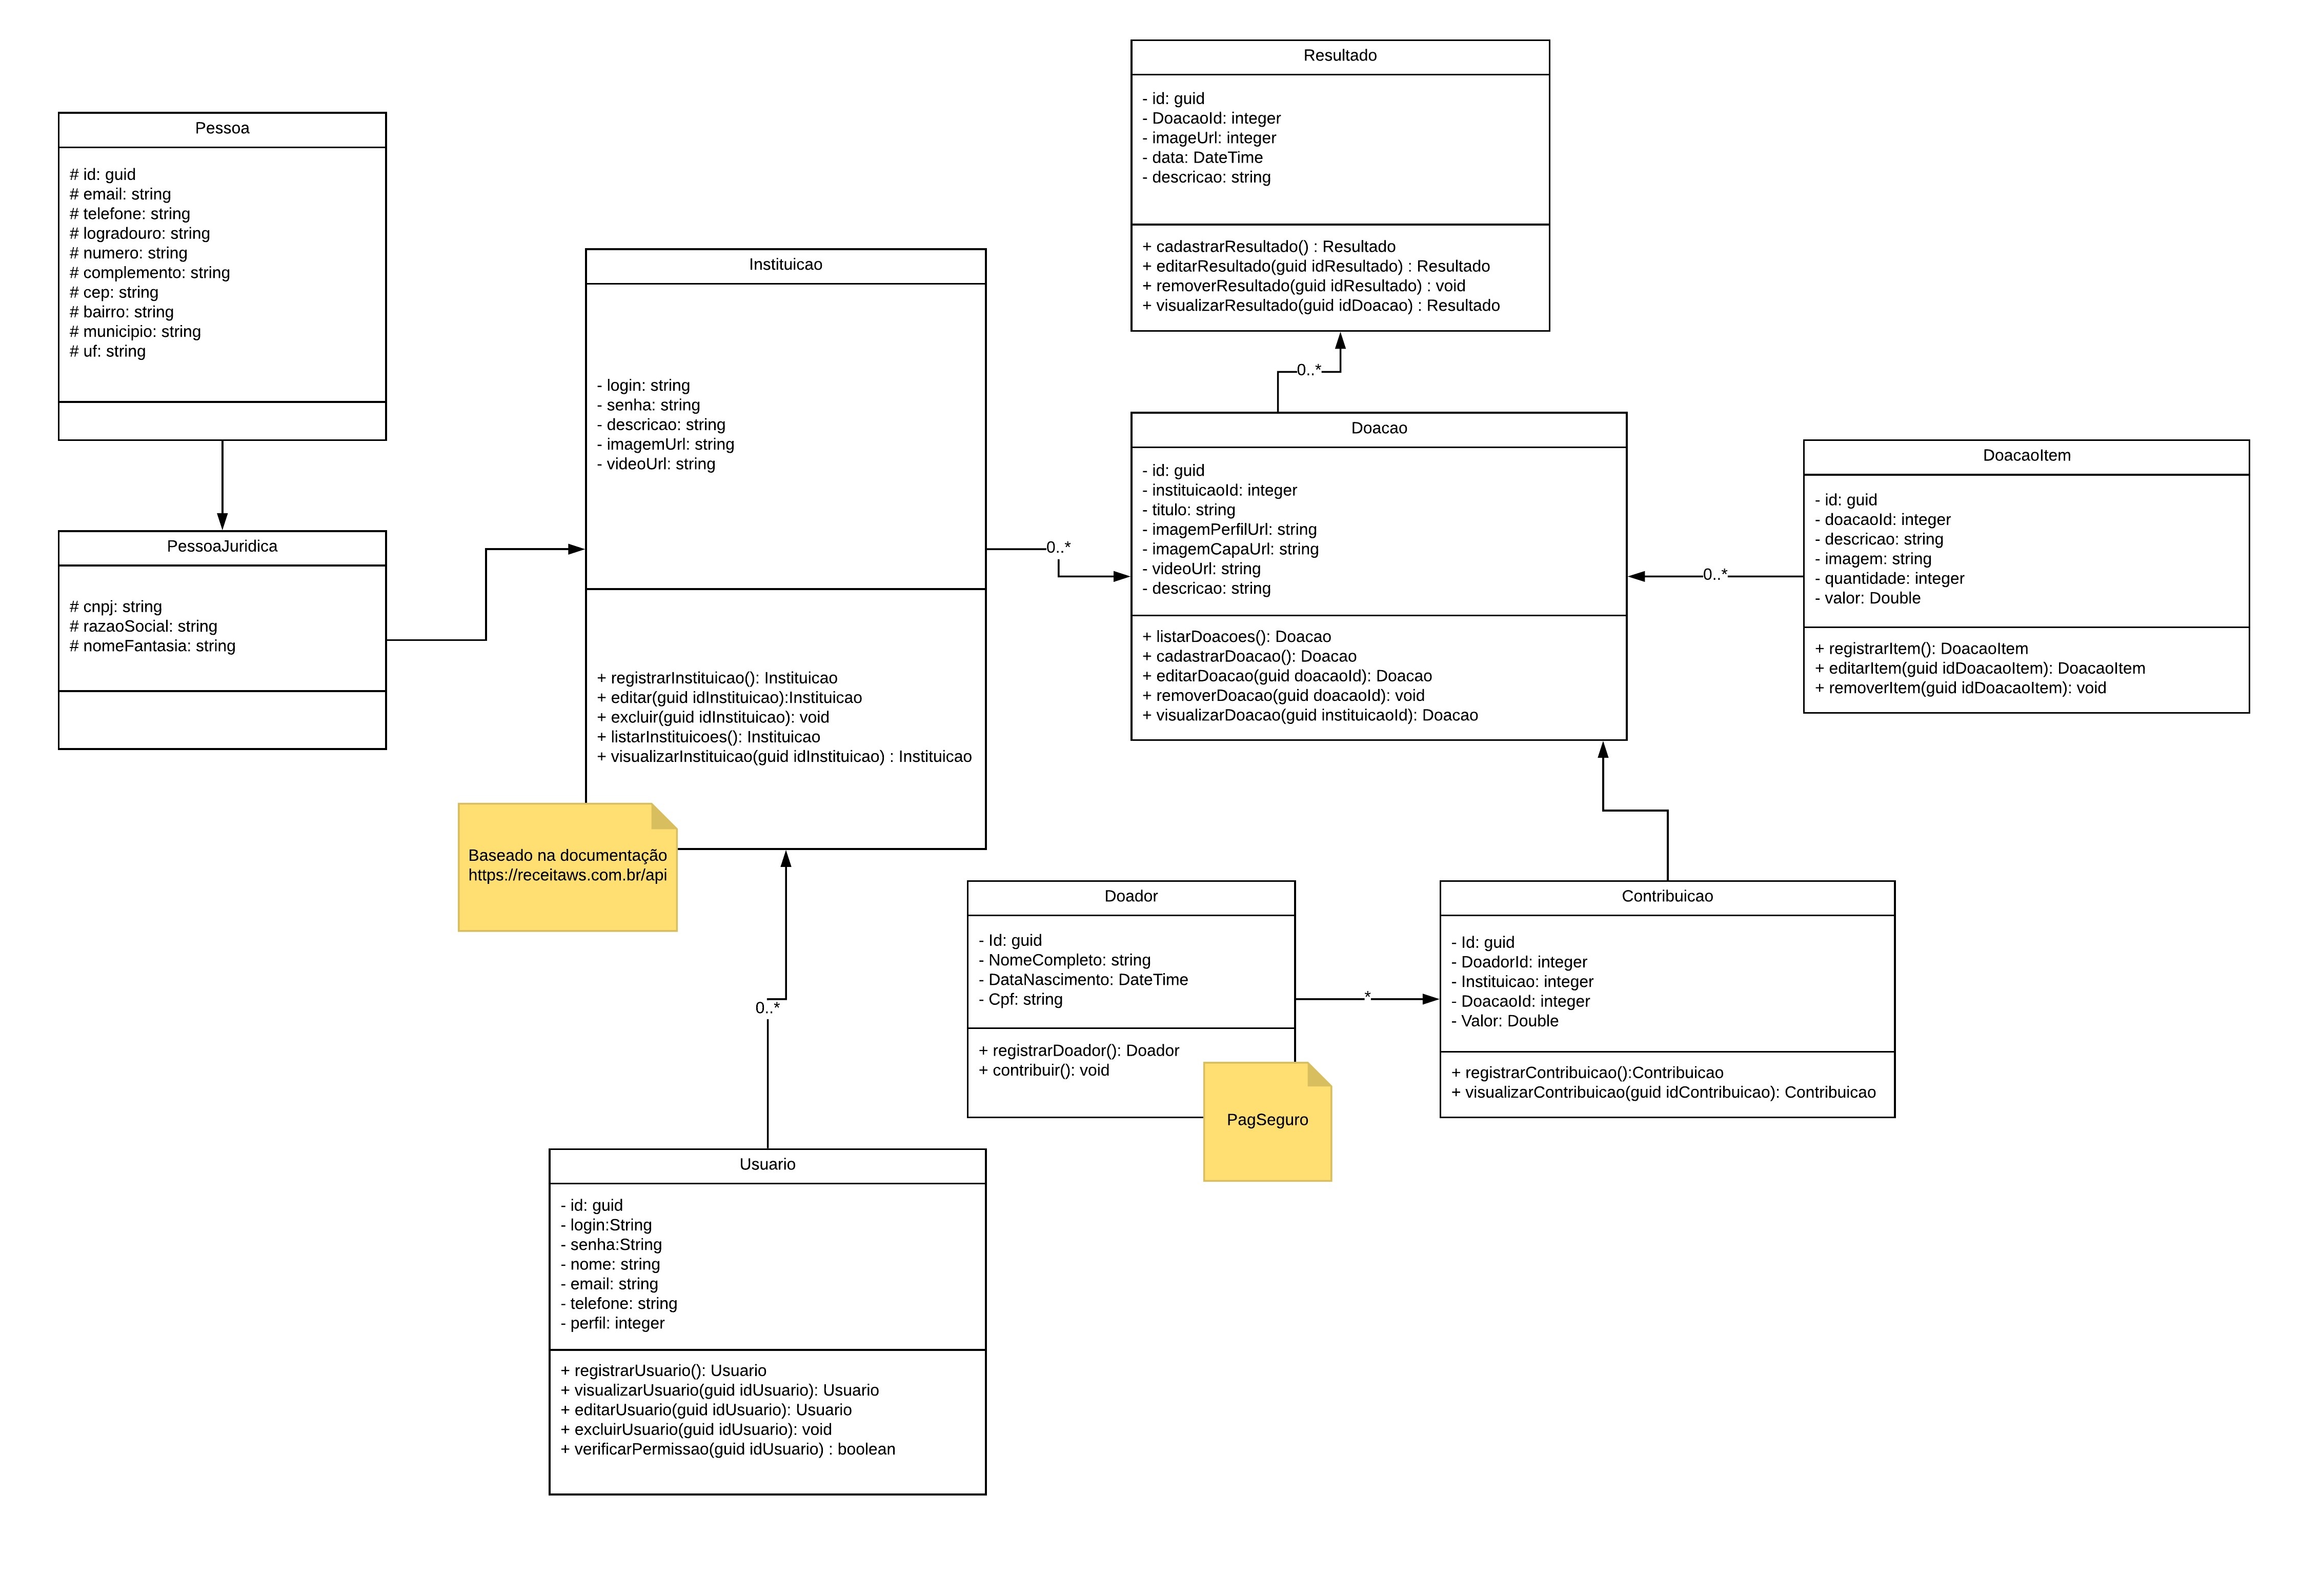 Pessoa
# id: guid
# email: string
# telefone: string
# logradouro: string
# numero: string
# complemento: string
# cep: string
# bairro: string
# municipio: string
# uf: string
PessoaJuridica
# cnpj: string
# razaoSocial: string
# nomeFantasia: string
Instituicao
- login: string
- senha: string
- descricao: string
- imagemUrl: string
- videoUrl: string
+ registrarInstituicao(): Instituicao
+ editar(guid idInstituicao):Instituicao
+ excluir(guid idInstituicao): void
+ listarInstituicoes(): Instituicao
+ visualizarInstituicao(guid idInstituicao) : Instituicao
Baseado na documentação
https://receitaws.com.br/api
0..*
Usuario
- id: guid
- login:String
- senha:String
- nome: string
- email: string
- telefone: string
- perfil: integer
+ registrarUsuario(): Usuario
+ visualizarUsuario(guid idUsuario): Usuario
+ editarUsuario(guid idUsuario): Usuario
+ excluirUsuario(guid idUsuario): void
+ verificarPermissao(guid idUsuario) : boolean
Resultado
- id: guid
- DoacaoId: integer
- imageUrl: integer
- data: DateTime
- descricao: string
+ cadastrarResultado() : Resultado
+ editarResultado(guid idResultado) : Resultado
+ removerResultado(guid idResultado) : void
+ visualizarResultado(guid idDoacao) : Resultado
0..*
0..*
Doacao
- id: guid
- instituicaoId: integer
- titulo: string
- imagemPerfilUrl: string
- imagemCapaUrl: string
- videoUrl: string
- descricao: string
+ listarDoacoes(): Doacao
+ cadastrarDoacao(): Doacao
+ editarDoacao(guid doacaoId): Doacao
+ removerDoacao(guid doacaoId): void
+ visualizarDoacao(guid instituicaoId): Doacao
0..*
DoacaoItem
- id: guid
- doacaoId: integer
- descricao: string
- imagem: string
- quantidade: integer
- valor: Double
+ registrarItem(): DoacaoItem
+ editarItem(guid idDoacaoItem): DoacaoItem
+ removerItem(guid idDoacaoItem): void
Doador
- Id: guid
- NomeCompleto: string
- DataNascimento: DateTime
- Cpf: string
+ registrarDoador(): Doador
+ contribuir(): void
PagSeguro
*
Contribuicao
- Id: guid
- DoadorId: integer
- Instituicao: integer
- DoacaoId: integer
- Valor: Double
+ registrarContribuicao():Contribuicao
+ visualizarContribuicao(guid idContribuicao): Contribuicao